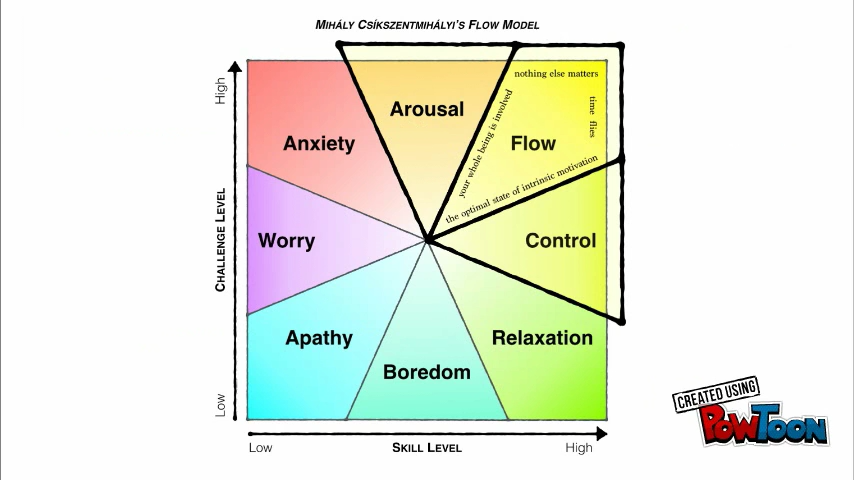 MIHÁLY CSÍKSZENTMIHÁLYI'S FLOW MODEL
High
CHALLENGE LEVEL
Low
Anxiety
Arousal
nothing else matters
time flies
your whole being is involved
Flow
the optimal state of intrinsic motivation
Worry
Control
Apathy
Boredom
Relaxation
Low
SKILL LEVEL
High
CREATED USING
PowToon